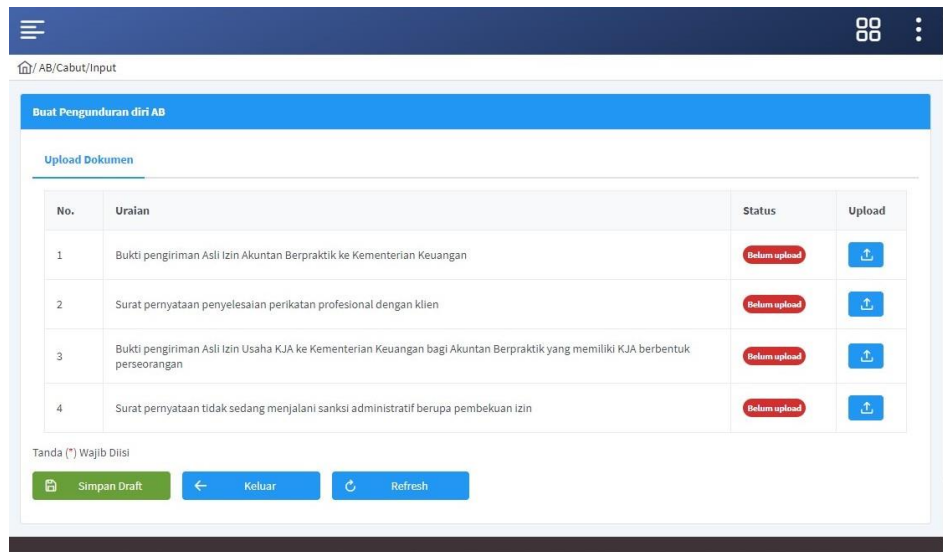 / AB/Cabut/Input
Buat Pengunduran diri AB
Upload Dokumen
No. Uraian Status Upload
1 Bukti pengiriman Asli Izin Akuntan Berpraktik ke Kementerian Keuangan Belum upload
2 Surat pernyataan penyelesaian perikatan profesional dengan klien Belum upload
3 Bukti pengiriman Asli Izin Usaha KJA ke Kementerian Keuangan bagi Akuntan Berpraktik yang memiliki KJA berbentuk
perseorangan Belum upload
4 Surat pernyataan tidak sedang menjalani sanksi administratif berupa pembekuan izin Belum upload
Tanda (*) Wajib Diisi
Simpan Draft Keluar Refresh